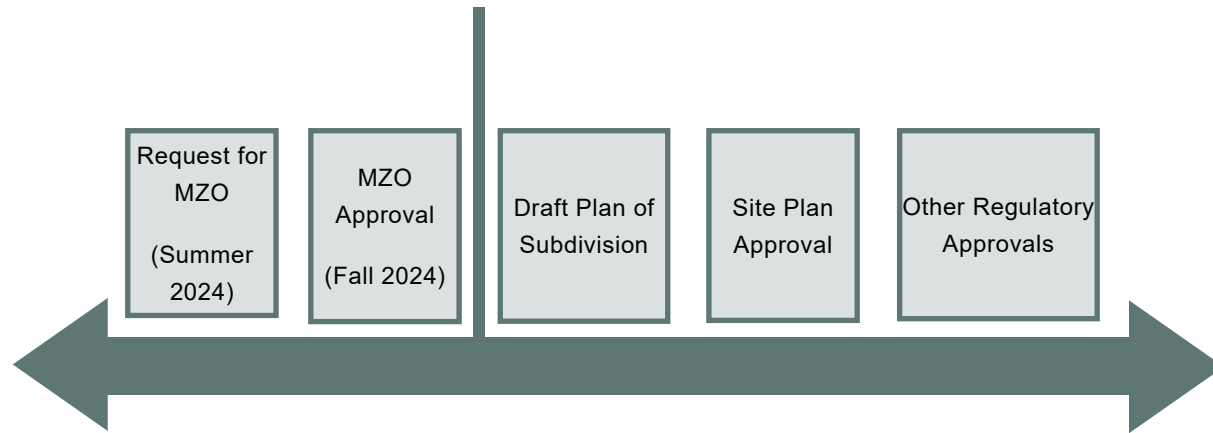 Request for
MZO
(Summer
2024)
MZO
Approval
(Fall 2024)
Draft Plan of
Subdivision
Site Plan
Approval
Other Regulatory
Approvals